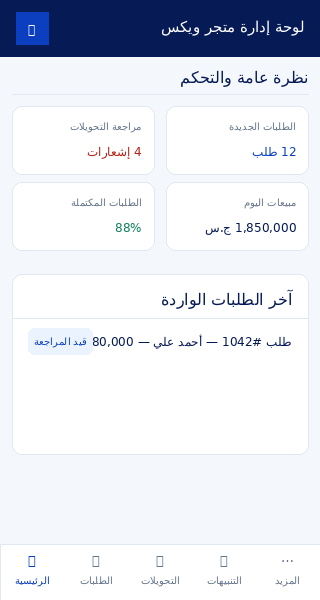 لوحة إدارة متجر ويكس
نظرة عامة والتحكم
الطلبات الجديدة
12 طلب
مراجعة التحويلات
4 إشعارات
مبيعات اليوم
1,850,000 ج.س
الطلبات المكتملة
88%
آخر الطلبات الواردة
طلب #1042 — أحمد علي — 80,000
قيد المراجعة
الرئيسية
الطلبات
التحويلات
التنبيهات
المزيد